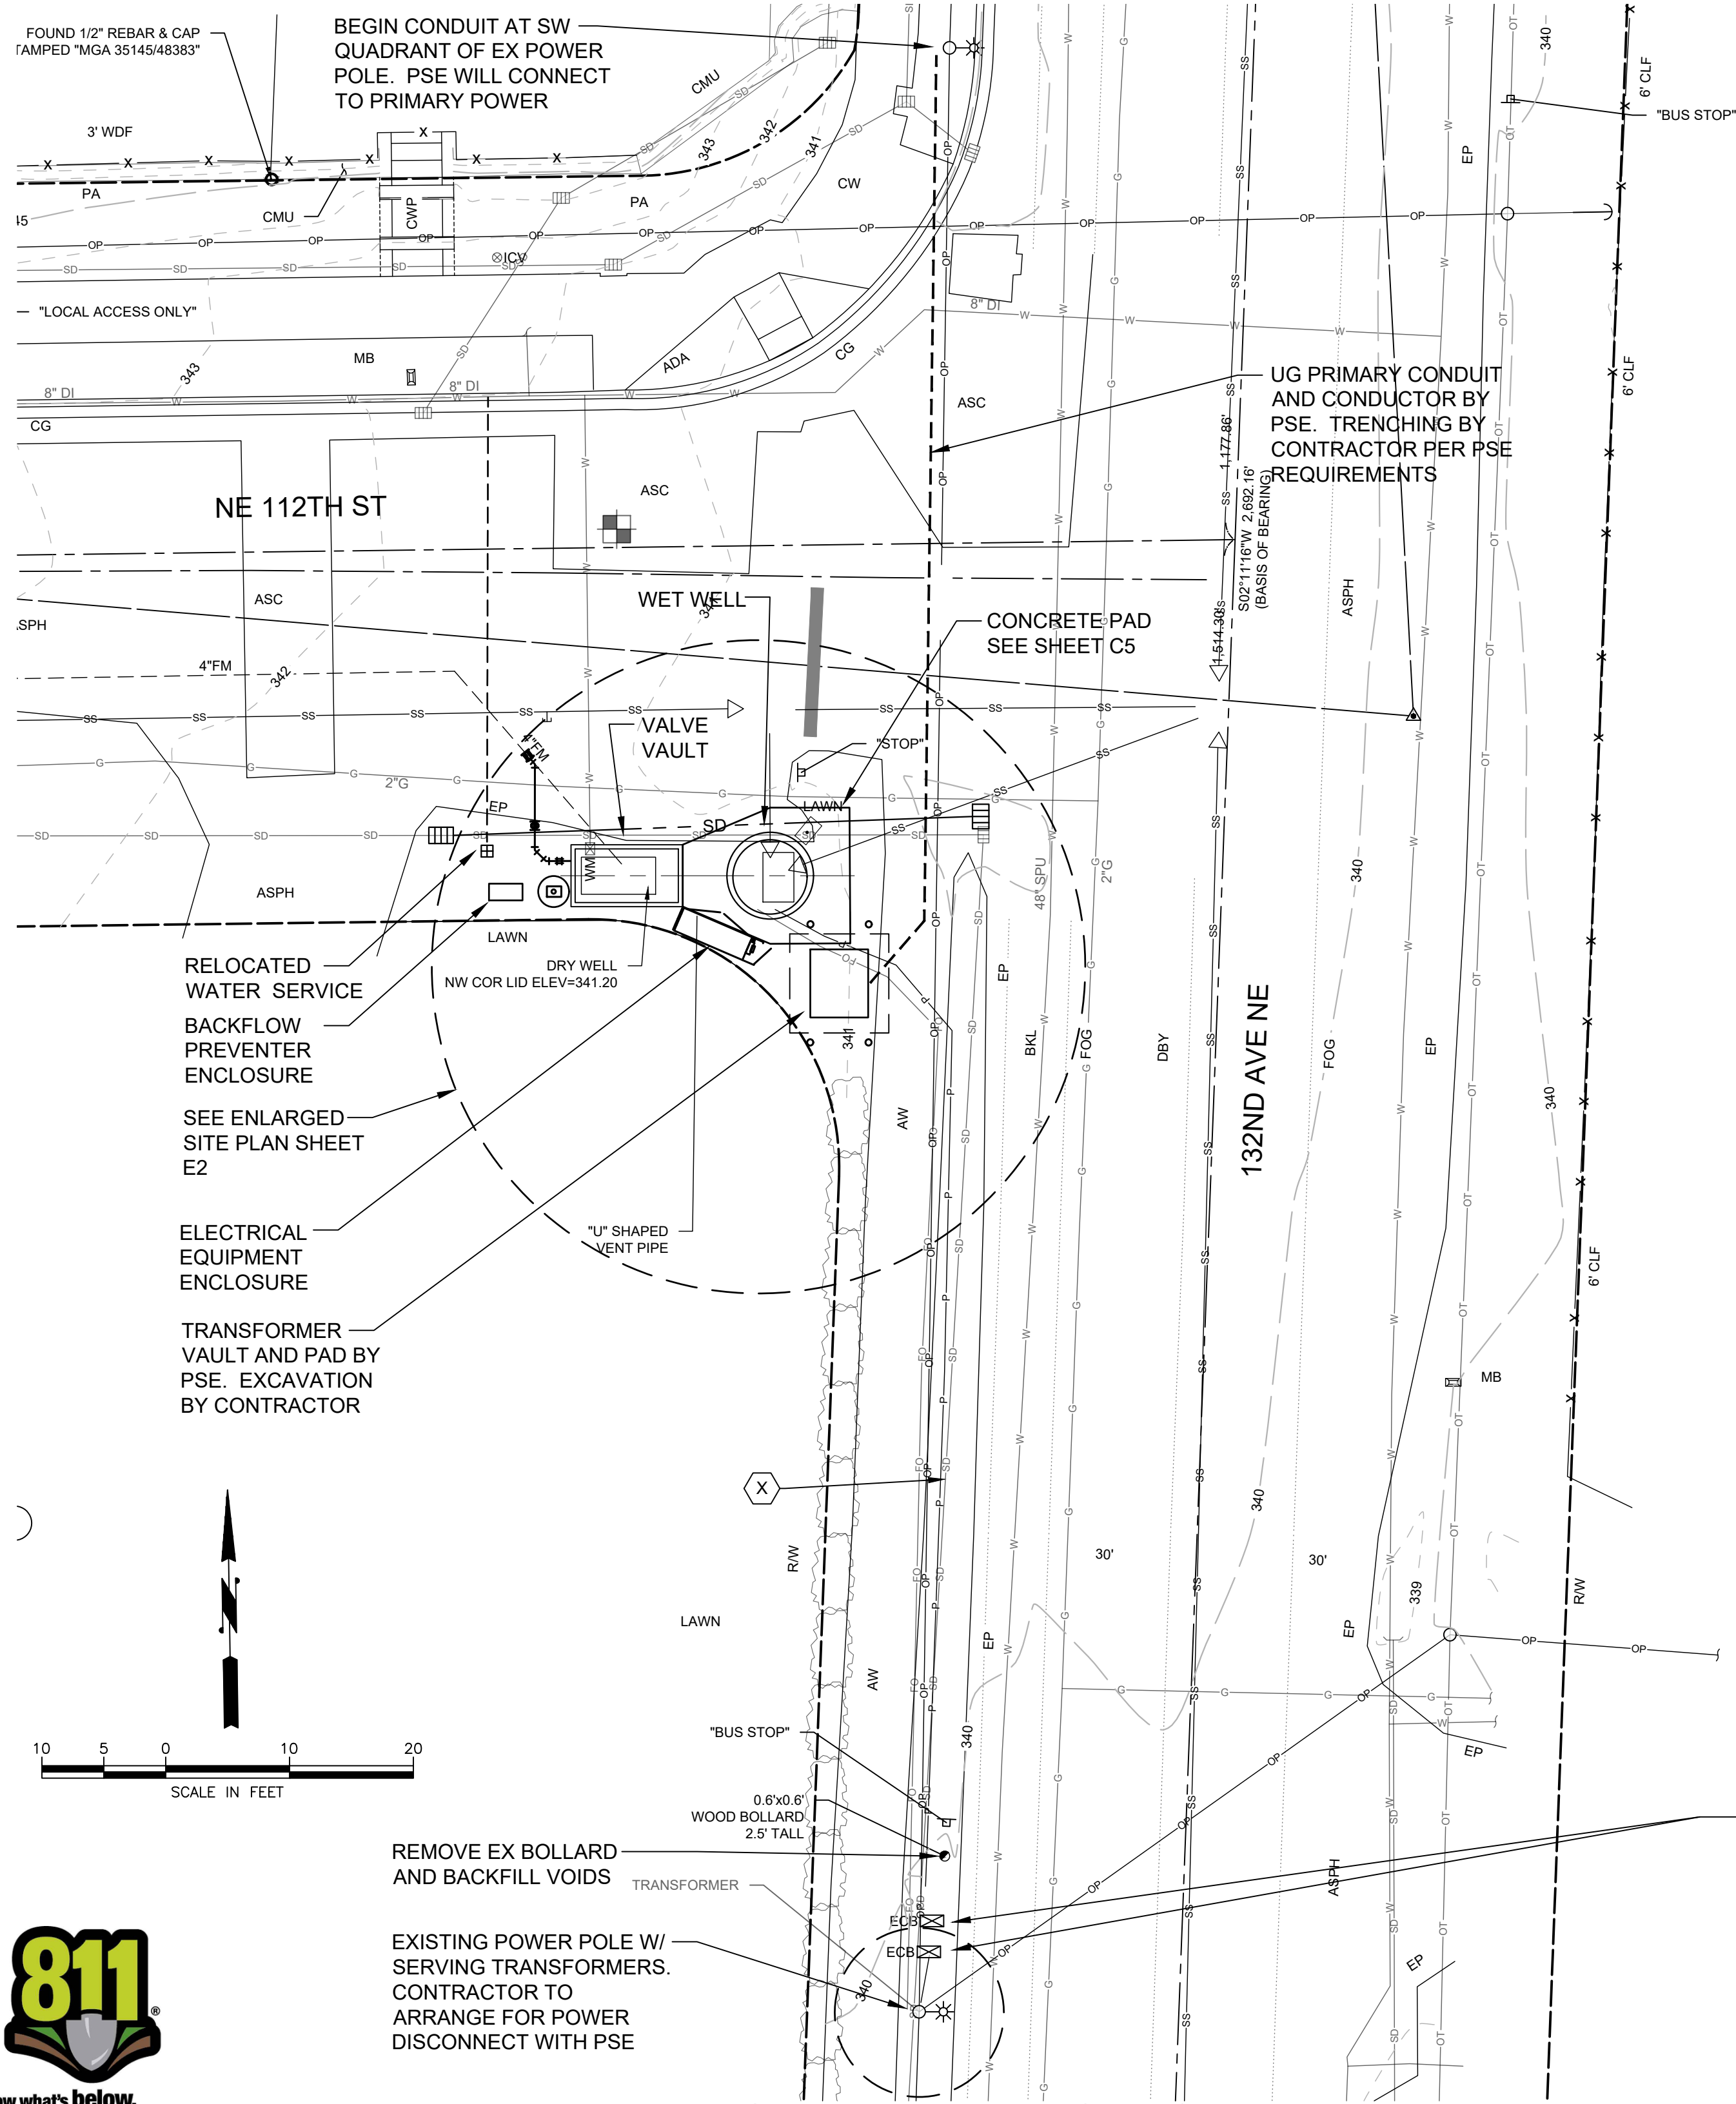 FOUND 1/2" REBAR & CAP
TAMPED "MGA 35145/48383"
BEGIN CONDUIT AT SW
QUADRANT OF EX POWER
POLE. PSE WILL CONNECT
TO PRIMARY POWER
3' WDF
CMU
CMU
PA
PA
CWP
CW
ICV
343
342
341
45
"LOCAL ACCESS ONLY"
MB
ADA
CG
CG
8" DI
8" DI
8" DI
343
340
EP
6' CLF
"BUS STOP"
6' CLF
UG PRIMARY CONDUIT
AND CONDUCTOR BY
PSE. TRENCHING BY
CONTRACTOR PER PSE
REQUIREMENTS
ASC
ASC
ASC
NE 112TH ST
1,177.86'
S02°11'16"W 2,692.16'
(BASIS OF BEARING)
1,514.30'
ASPH
ASPH
WET WELL
341
CONCRETE PAD
SEE SHEET C5
4"FM
342
VALVE
VAULT
4"FM
"STOP"
2"G
EP
LAWN
SD
WM
48" SPU
2"G
340
ASPH
LAWN
RELOCATED
WATER SERVICE
DRY WELL
NW COR LID ELEV=341.20
BACKFLOW
PREVENTER
ENCLOSURE
341
EP
BKL
FOG
DBY
132ND AVE NE
FOG
EP
340
SEE ENLARGED
SITE PLAN SHEET
E2
AW
ELECTRICAL
EQUIPMENT
ENCLOSURE
"U" SHAPED
VENT PIPE
6' CLF
TRANSFORMER
VAULT AND PAD BY
PSE. EXCAVATION
BY CONTRACTOR
MB
X
340
R/W
30'
30'
339
R/W
LAWN
EP
EP
AW
N
"BUS STOP"
340
EP
10 5 0 10 20
SCALE IN FEET
0.6'x0.6'
WOOD BOLLARD
2.5' TALL
REMOVE EX BOLLARD
AND BACKFILL VOIDS
TRANSFORMER
ASPH
ECB
ECB
EP
EXISTING POWER POLE W/
SERVING TRANSFORMERS.
CONTRACTOR TO
ARRANGE FOR POWER
DISCONNECT WITH PSE
340
811
®
ow what's below.